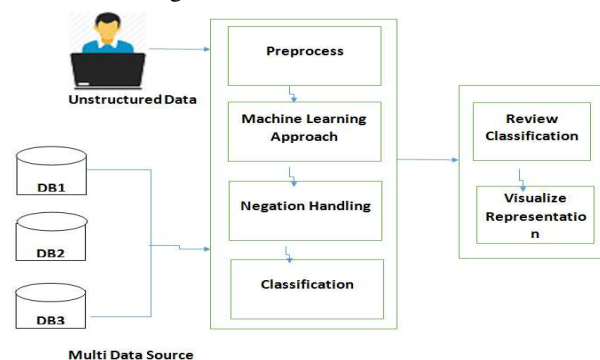 Preprocess
Unstructured Data
Machine Learning
Approach
Negation Handling
Classification
DB1
DB2
DB3
Multi Data Source
Review
Classification
Visualize
Representatio
n